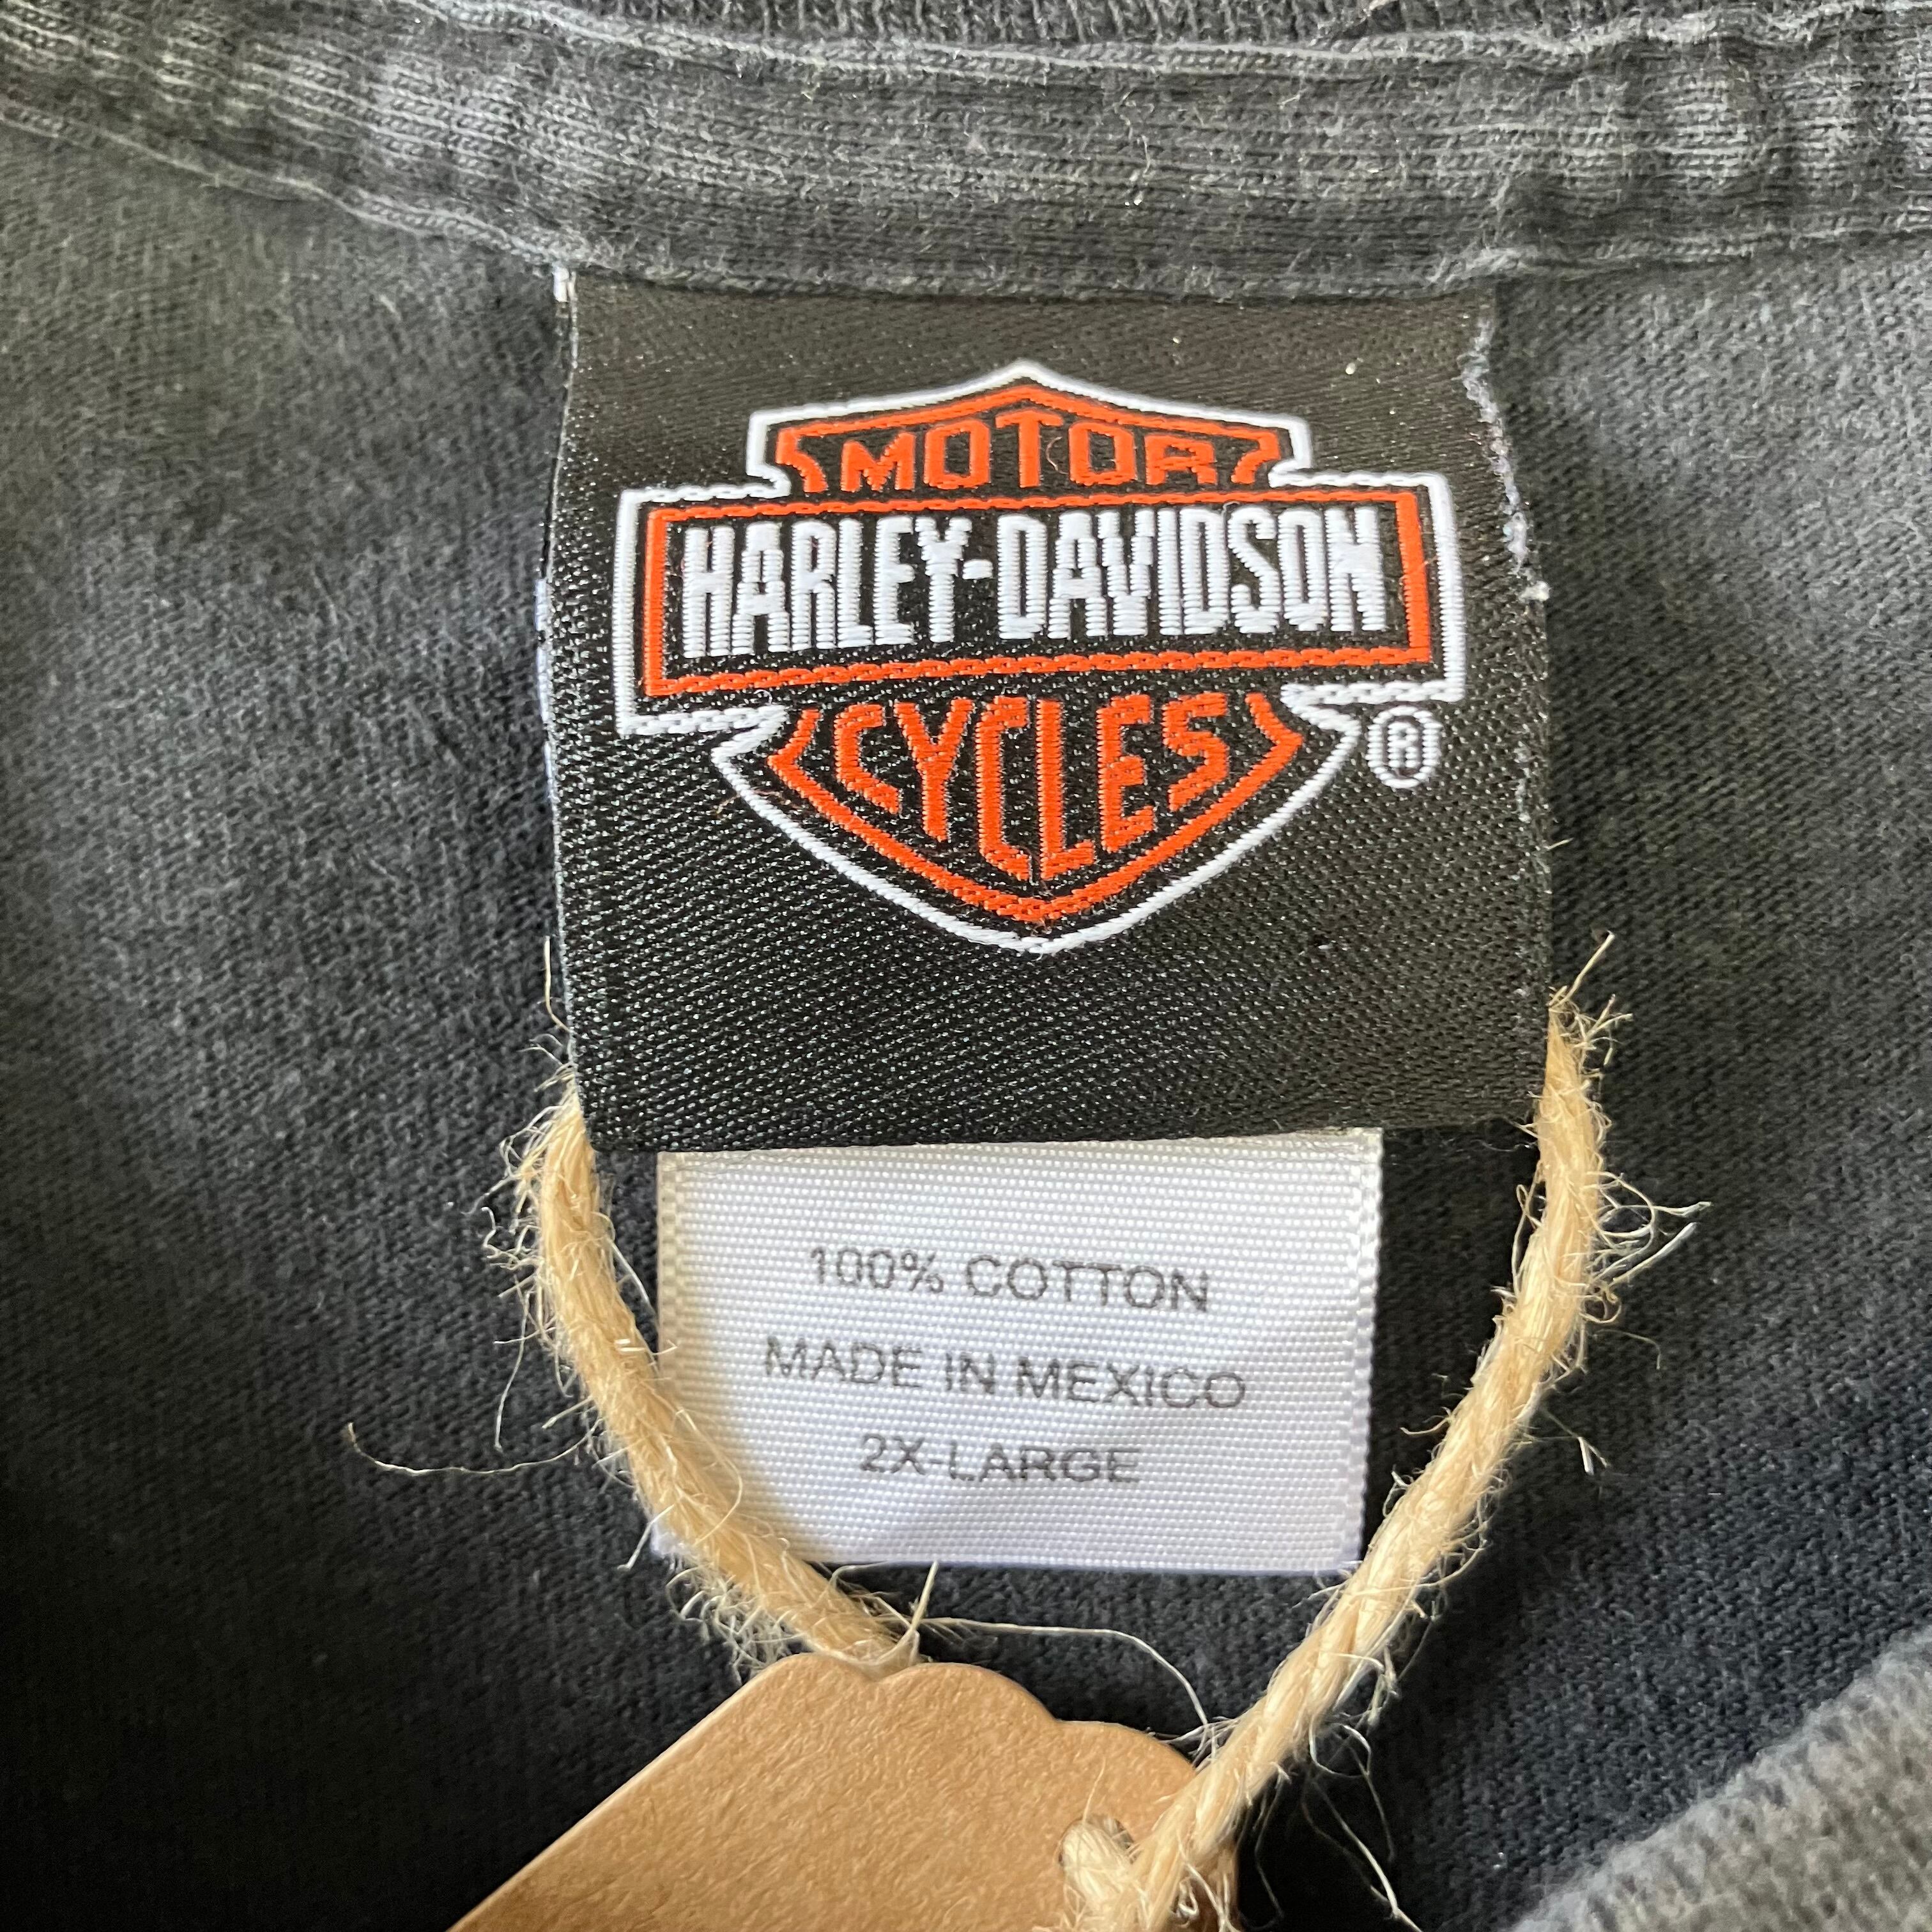 MOTOR
HARLEY-DAVIDSON
CYCLES
®
100% COTTON
MADE IN MEXICO
2X-LARGE